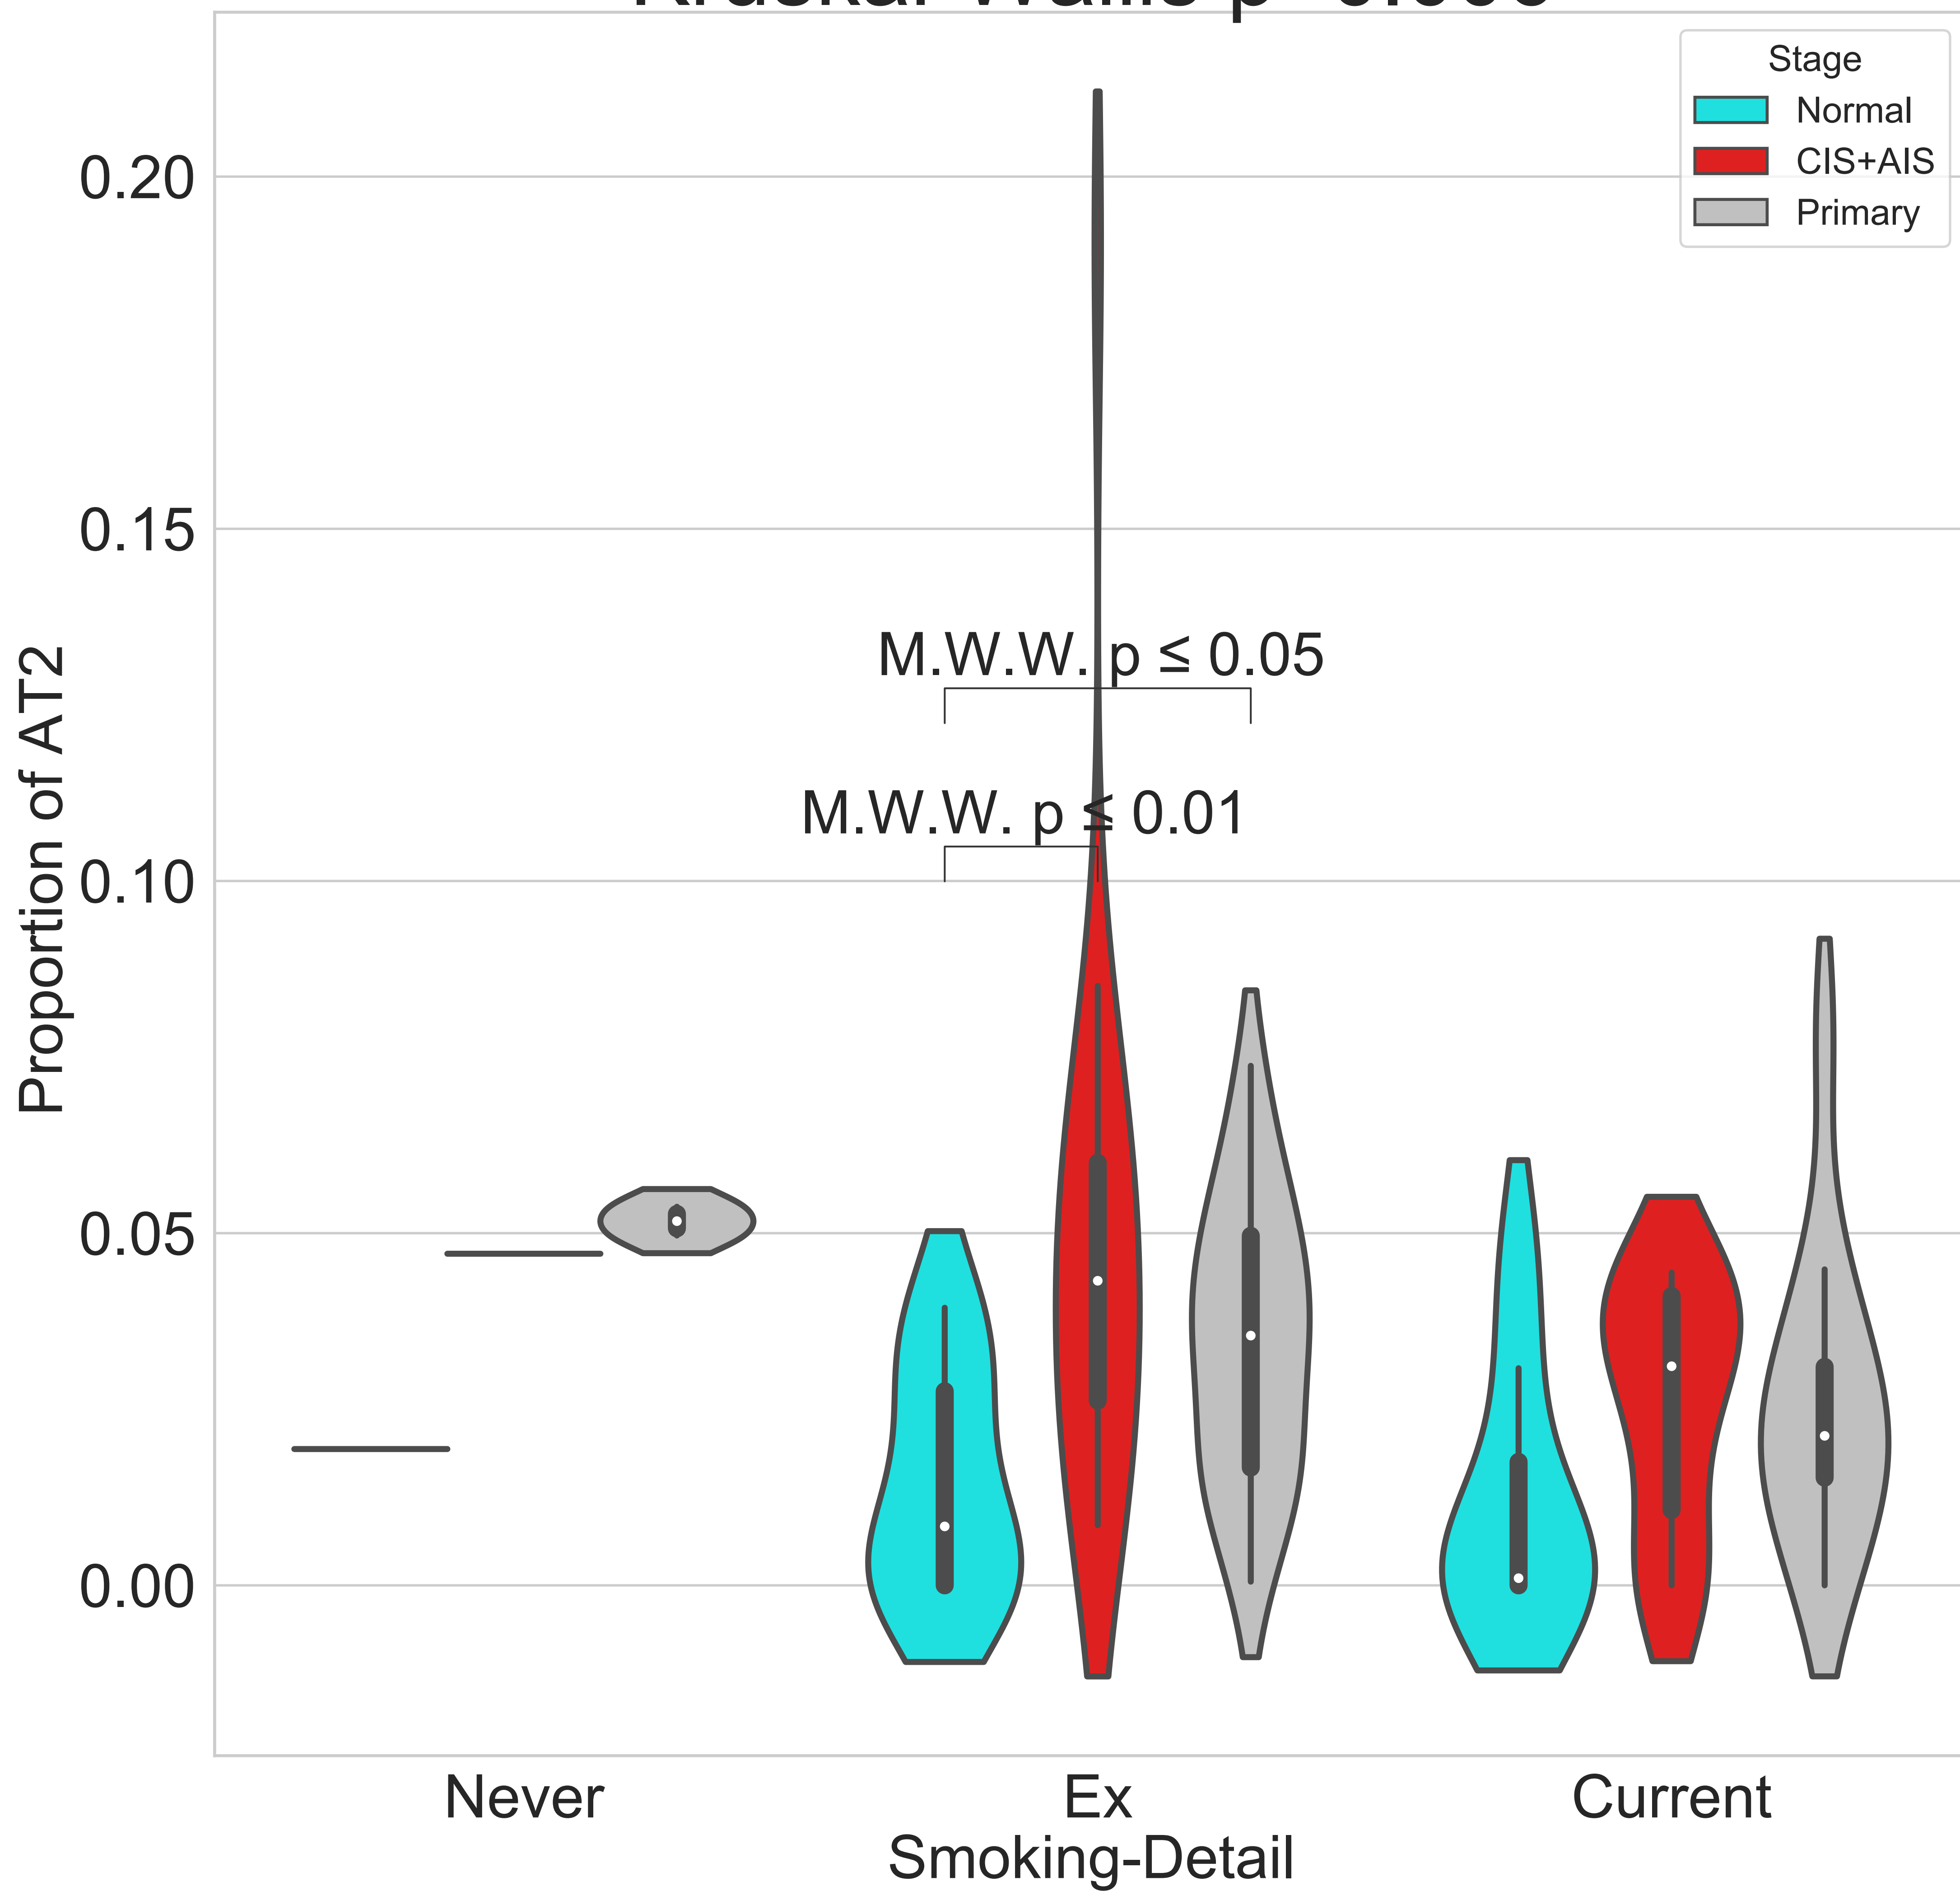 Stage
Normal
CIS+AIS
Primary
0.20
0.15
0.10
0.05
0.00
Proportion of AT2
M.W.W. p ≤ 0.05
M.W.W. p ≤ 0.01
Never
Ex
Current
Smoking-Detail